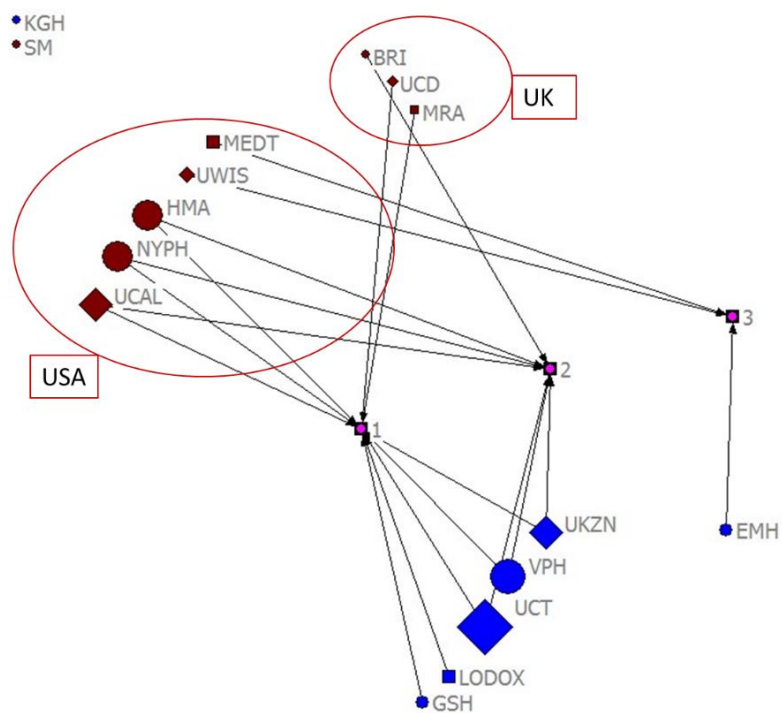 KGH
SM
BRI
UCD
MRA
UK
MEDT
UWIS
HMA
NYPH
UCAL
USA
3
2
1
UKZN
EMH
VPH
UCT
LODOX
GSH